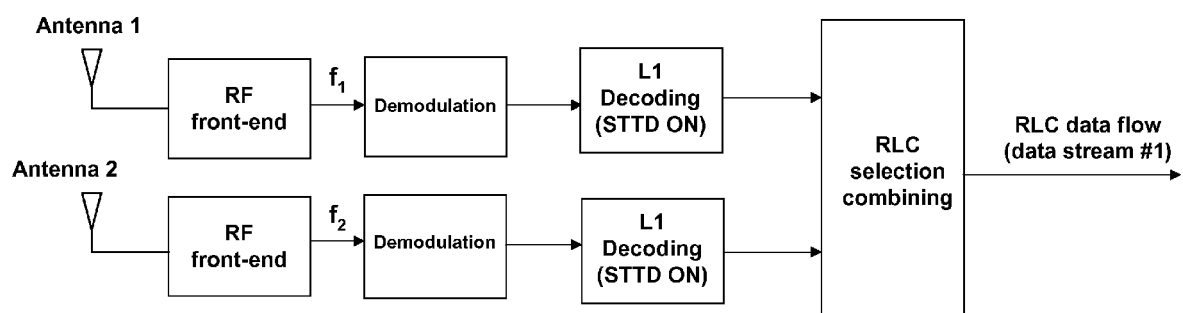 Antenna 1
RF
front-end
f1
Demodulation
L1
Decoding
(STTD ON)
Antenna 2
RF
front-end
f2
Demodulation
L1
Decoding
(STTD ON)
RLC
selection
combining
RLC data flow
(data stream #1)